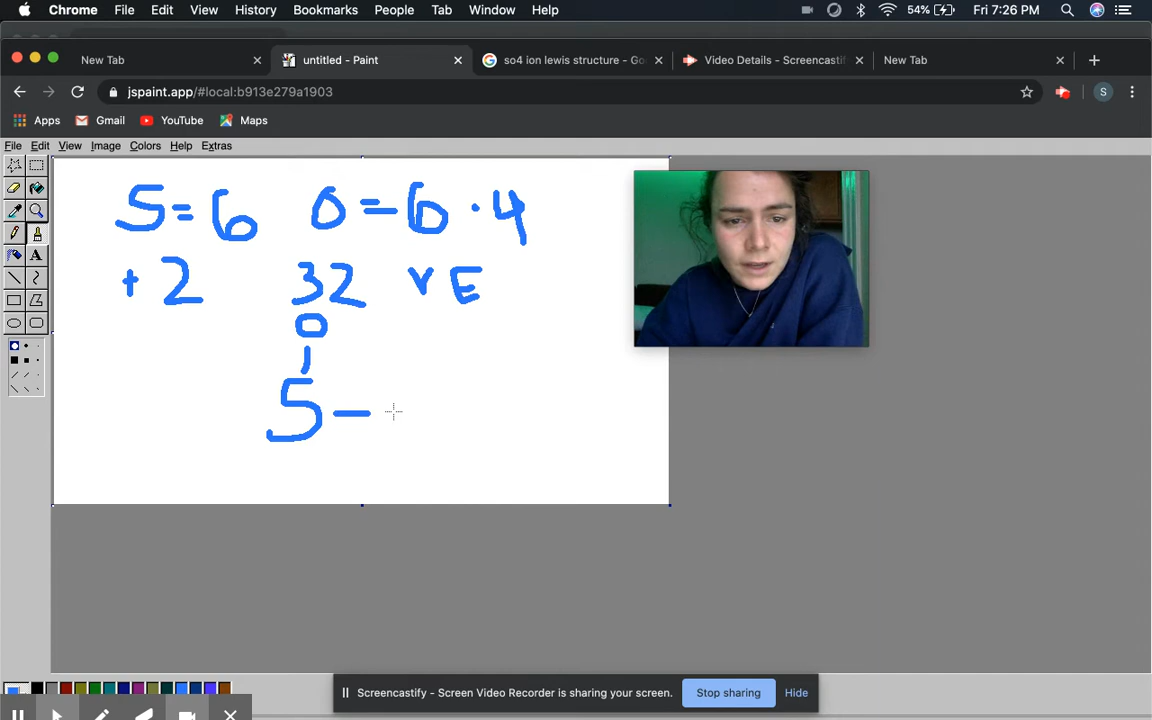 Chrome File Edit View History Bookmarks People Tab Window Help 54% Fri 7:26 PM
New Tab untitled - Paint so4 ion lewis structure - Go Video Details - Screencastif New Tab
jspaint.app/#local:b913e279a1903 S
Apps Gmail YouTube Maps
File Edit View Image Colors Help Extras
S = 6 O = 6 · 4
+ 2 32 VE
O
S —
Screencastify - Screen Video Recorder is sharing your screen. Stop sharing Hide